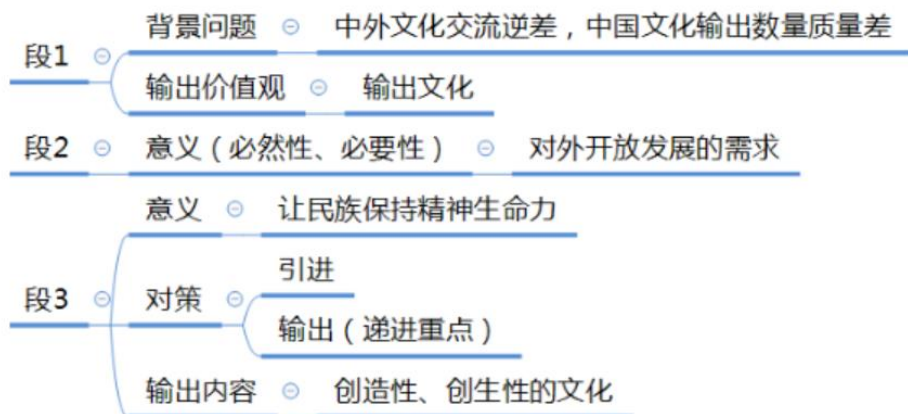 段1
背景问题
中外文化交流逆差，中国文化输出数量质量差
输出价值观
输出文化
段2
意义（必然性、必要性）
对外开放发展的需求
段3
意义
让民族保持精神生命力
对策
引进
输出（递进重点）
输出内容
创造性、创生性的文化